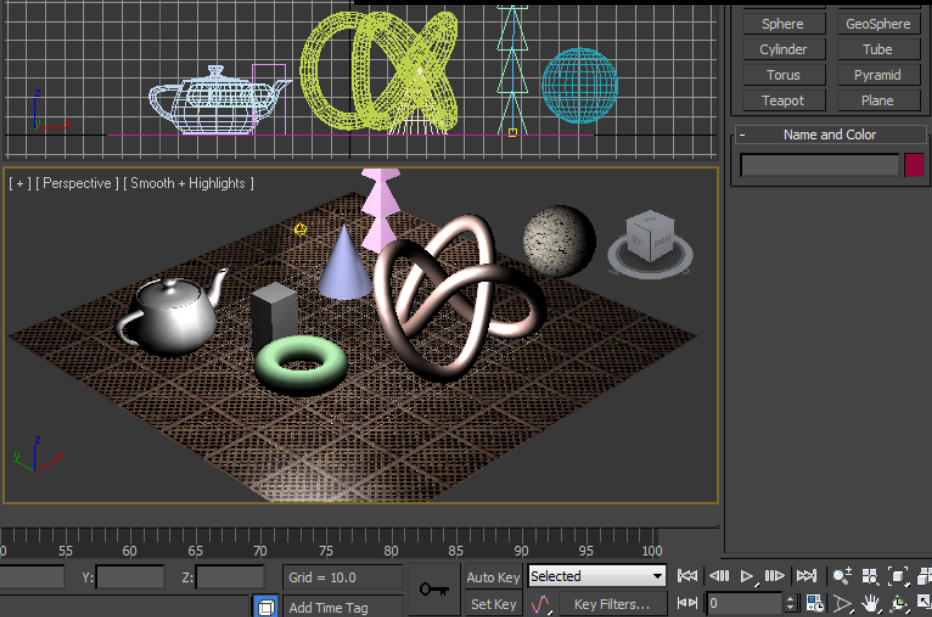 Sphere GeoSphere
Cylinder Tube
Torus Pyramid
Teapot Plane
- Name and Color
z
x
[ + ] [ Perspective ] [ Smooth + Highlights ]
z
y x
0 55 60 65 70 75 80 85 90 95 100
Y: Z: Grid = 10.0 Auto Key Selected
Add Time Tag Set Key Key Filters... 0